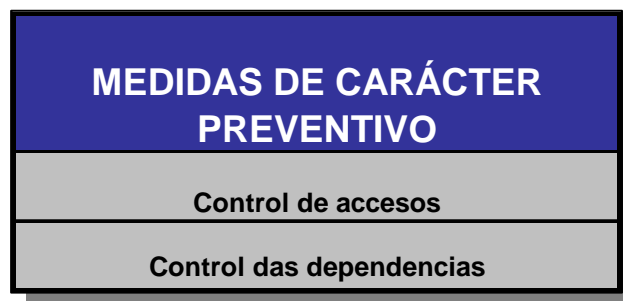 MEDIDAS DE CARÁCTER
PREVENTIVO
Control de accesos
Control das dependencias